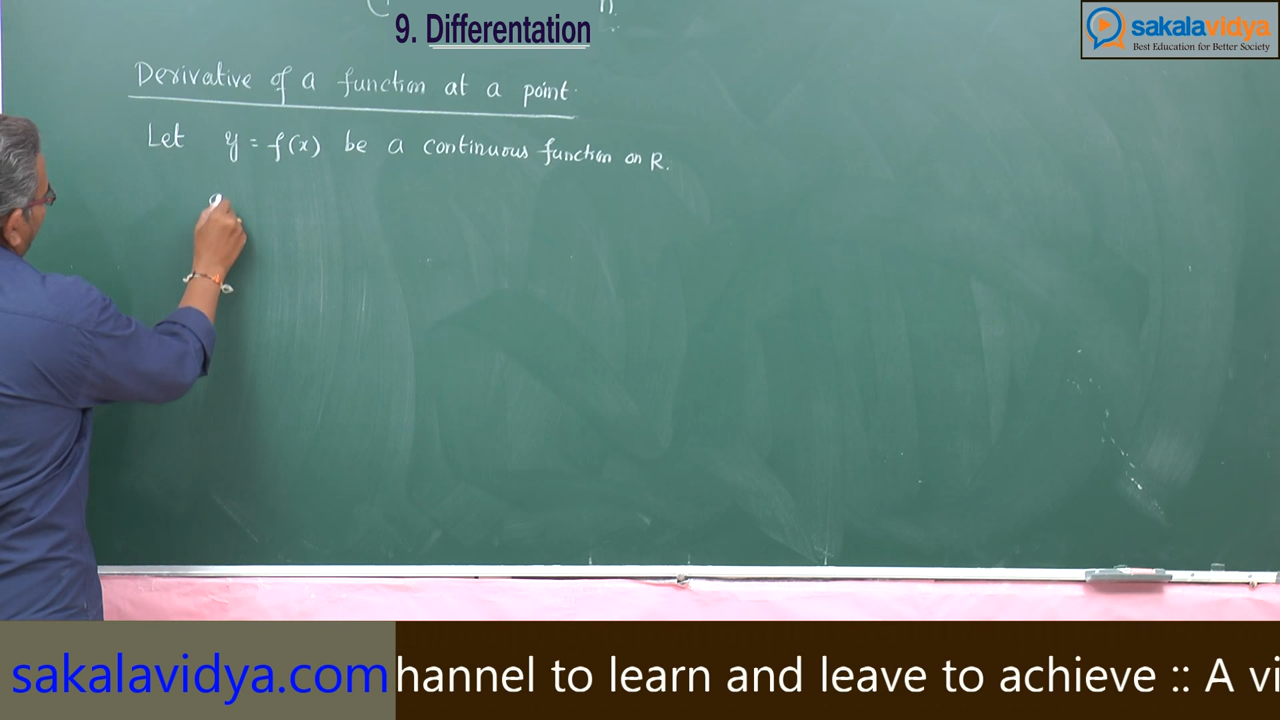 9. Differentation
sakalavidya
Best Education for Better Society
Derivative of a function at a point.
Let y = f(x) be a continuous function on R.
sakalavidya.com
hannel to learn and leave to achieve :: A vi